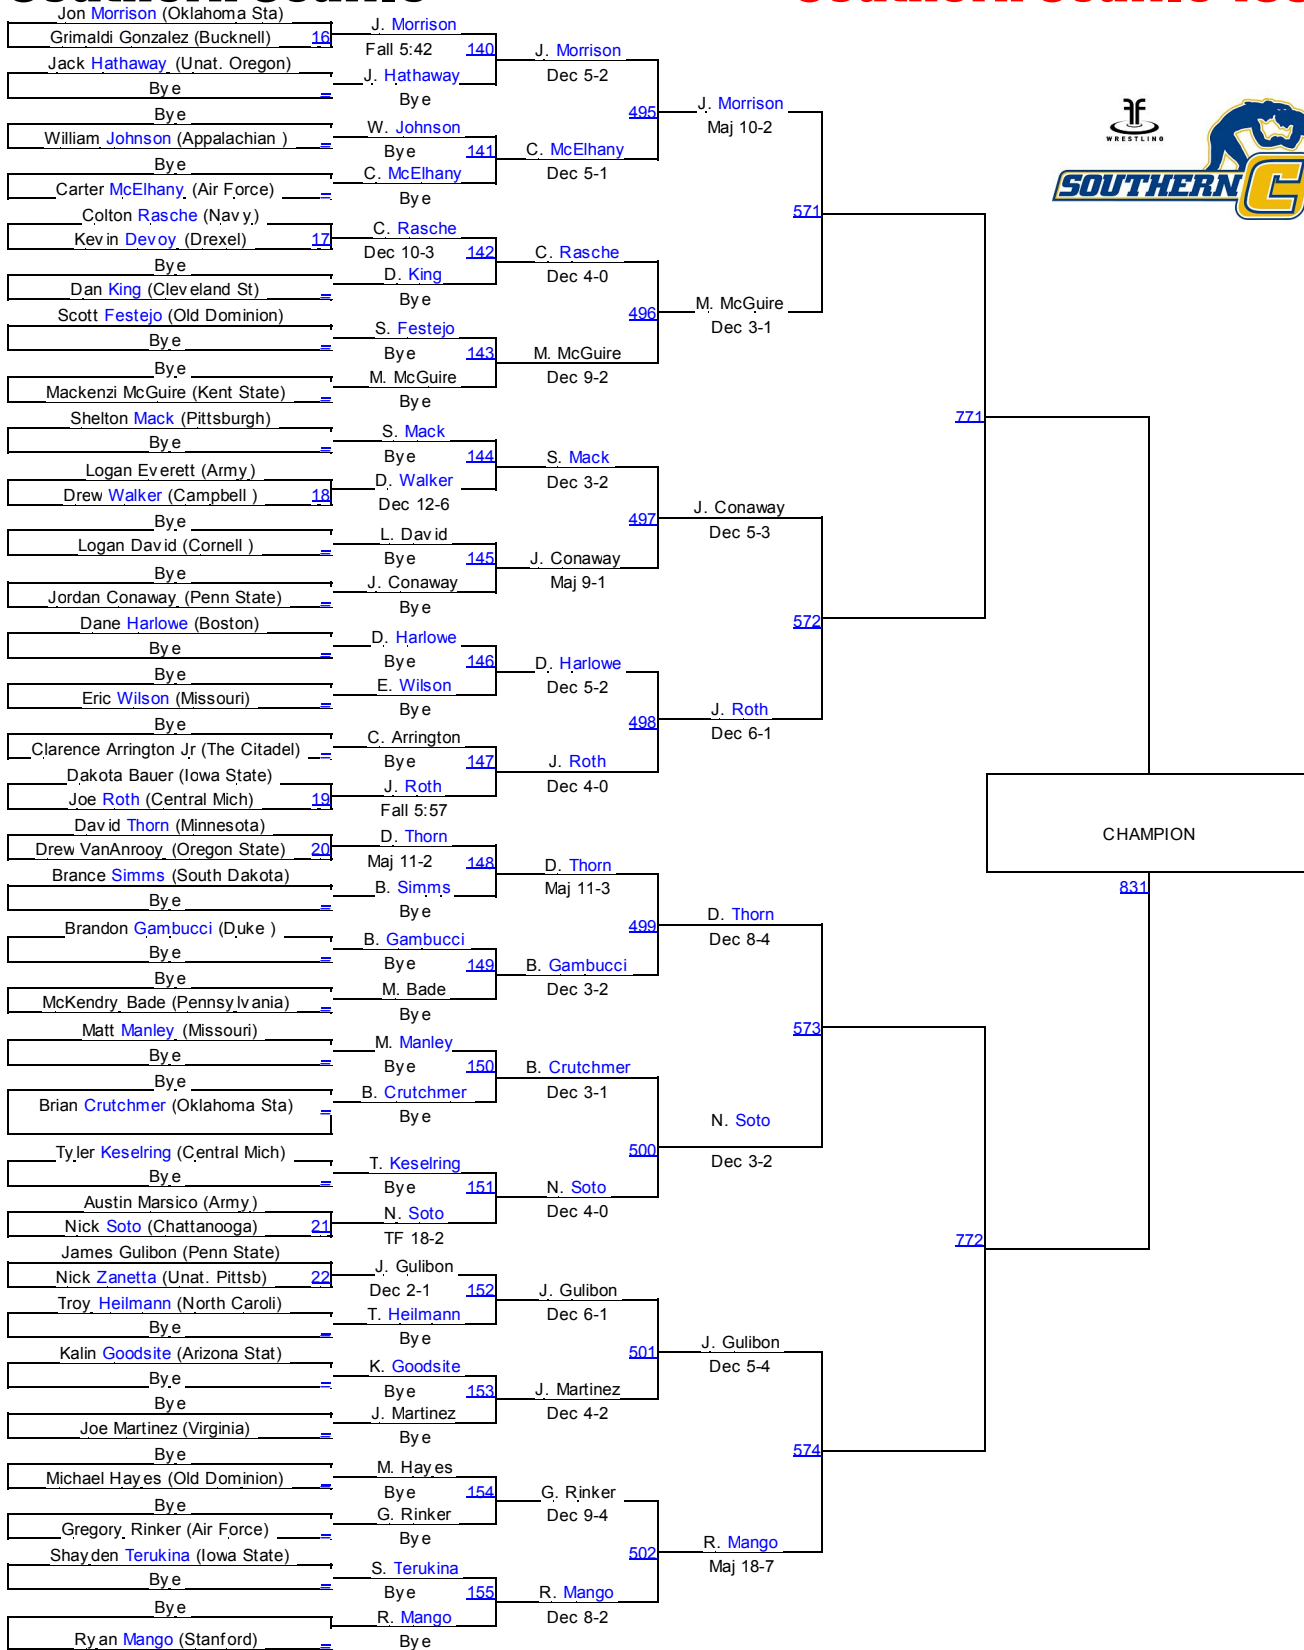 Jon Morrison (Oklahoma Sta)
Grimaldi Gonzalez (Bucknell) 16
Jack Hathaway (Unat. Oregon)
Bye
Bye
William Johnson (Appalachian )
Bye
Carter McElhany (Air Force)
Colton Rasche (Navy)
Kevin Devoy (Drexel) 17
Bye
Dan King (Cleveland St)
Scott Festejo (Old Dominion)
Bye
Bye
Mackenzi McGuire (Kent State)
Shelton Mack (Pittsburgh)
Bye
Logan Everett (Army)
Drew Walker (Campbell ) 18
Bye
Logan David (Cornell )
Bye
Jordan Conaway (Penn State)
Dane Harlowe (Boston)
Bye
Bye
Eric Wilson (Missouri)
Bye
Clarence Arrington Jr (The Citadel)
Dakota Bauer (Iowa State)
Joe Roth (Central Mich) 19
David Thorn (Minnesota)
Drew VanAnrooy (Oregon State) 20
Brance Simms (South Dakota)
Bye
Brandon Gambucci (Duke )
Bye
Bye
McKendry Bade (Pennsylvania)
Matt Manley (Missouri)
Bye
Bye
Brian Crutchmer (Oklahoma Sta)
Tyler Keselring (Central Mich)
Bye
Austin Marsico (Army)
Nick Soto (Chattanooga) 21
James Gulibon (Penn State)
Nick Zanetta (Unat. Pittsb) 22
Troy Heilmann (North Caroli)
Bye
Kalin Goodsite (Arizona Stat)
Bye
Bye
Joe Martinez (Virginia)
Bye
Michael Hayes (Old Dominion)
Bye
Gregory Rinker (Air Force)
Shayden Terukina (Iowa State)
Bye
Bye
Ryan Mango (Stanford)
J. Morrison
Fall 5:42 140
J. Hathaway
Bye
W. Johnson
Bye 141
C. McElhany
Bye
C. Rasche
Dec 10-3 142
D. King
Bye
S. Festejo
Bye 143
M. McGuire
Bye
S. Mack
Bye 144
D. Walker
Dec 12-6
L. David
Bye 145
J. Conaway
Bye
D. Harlowe
Bye 146
E. Wilson
Bye
C. Arrington
Bye 147
J. Roth
Fall 5:57
D. Thorn
Maj 11-2 148
B. Simms
Bye
B. Gambucci
Bye 149
M. Bade
Bye
M. Manley
Bye 150
B. Crutchmer
Bye
T. Keselring
Bye 151
N. Soto
TF 18-2
J. Gulibon
Dec 2-1 152
T. Heilmann
Bye
K. Goodsite
Bye 153
J. Martinez
Bye
M. Hayes
Bye 154
G. Rinker
Bye
S. Terukina
Bye 155
R. Mango
Bye
J. Morrison
Dec 5-2
495
C. McElhany
Dec 5-1
C. Rasche
Dec 4-0
496
M. McGuire
Dec 9-2
S. Mack
Dec 3-2
497
J. Conaway
Maj 9-1
D. Harlowe
Dec 5-2
498
J. Roth
Dec 4-0
D. Thorn
Maj 11-3
499
B. Gambucci
Dec 3-2
B. Crutchmer
Dec 3-1
500
N. Soto
Dec 4-0
J. Gulibon
Dec 6-1
501
J. Martinez
Dec 4-2
G. Rinker
Dec 9-4
502
R. Mango
Dec 8-2
J. Morrison
Maj 10-2
571
M. McGuire
Dec 3-1
J. Conaway
Dec 5-3
572
J. Roth
Dec 6-1
D. Thorn
Dec 8-4
573
N. Soto
Dec 3-2
J. Gulibon
Dec 5-4
574
R. Mango
Maj 18-7
771
772
CHAMPION
831
WRESTLING
SOUTHERN C